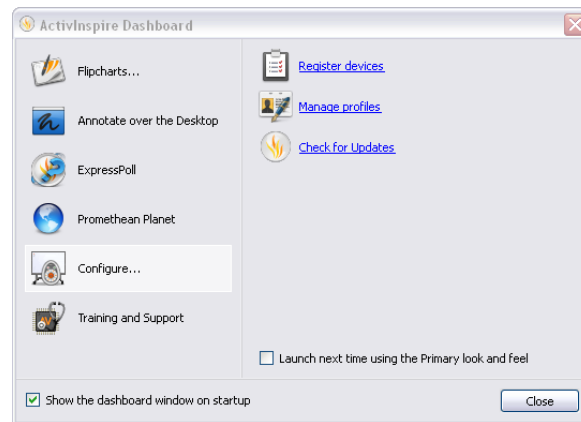 ActivInspire Dashboard
Flipcharts...
Annotate over the Desktop
ExpressPoll
Promethean Planet
Configure...
Training and Support
Register devices
Manage profiles
Check for Updates
Launch next time using the Primary look and feel
Show the dashboard window on startup
Close